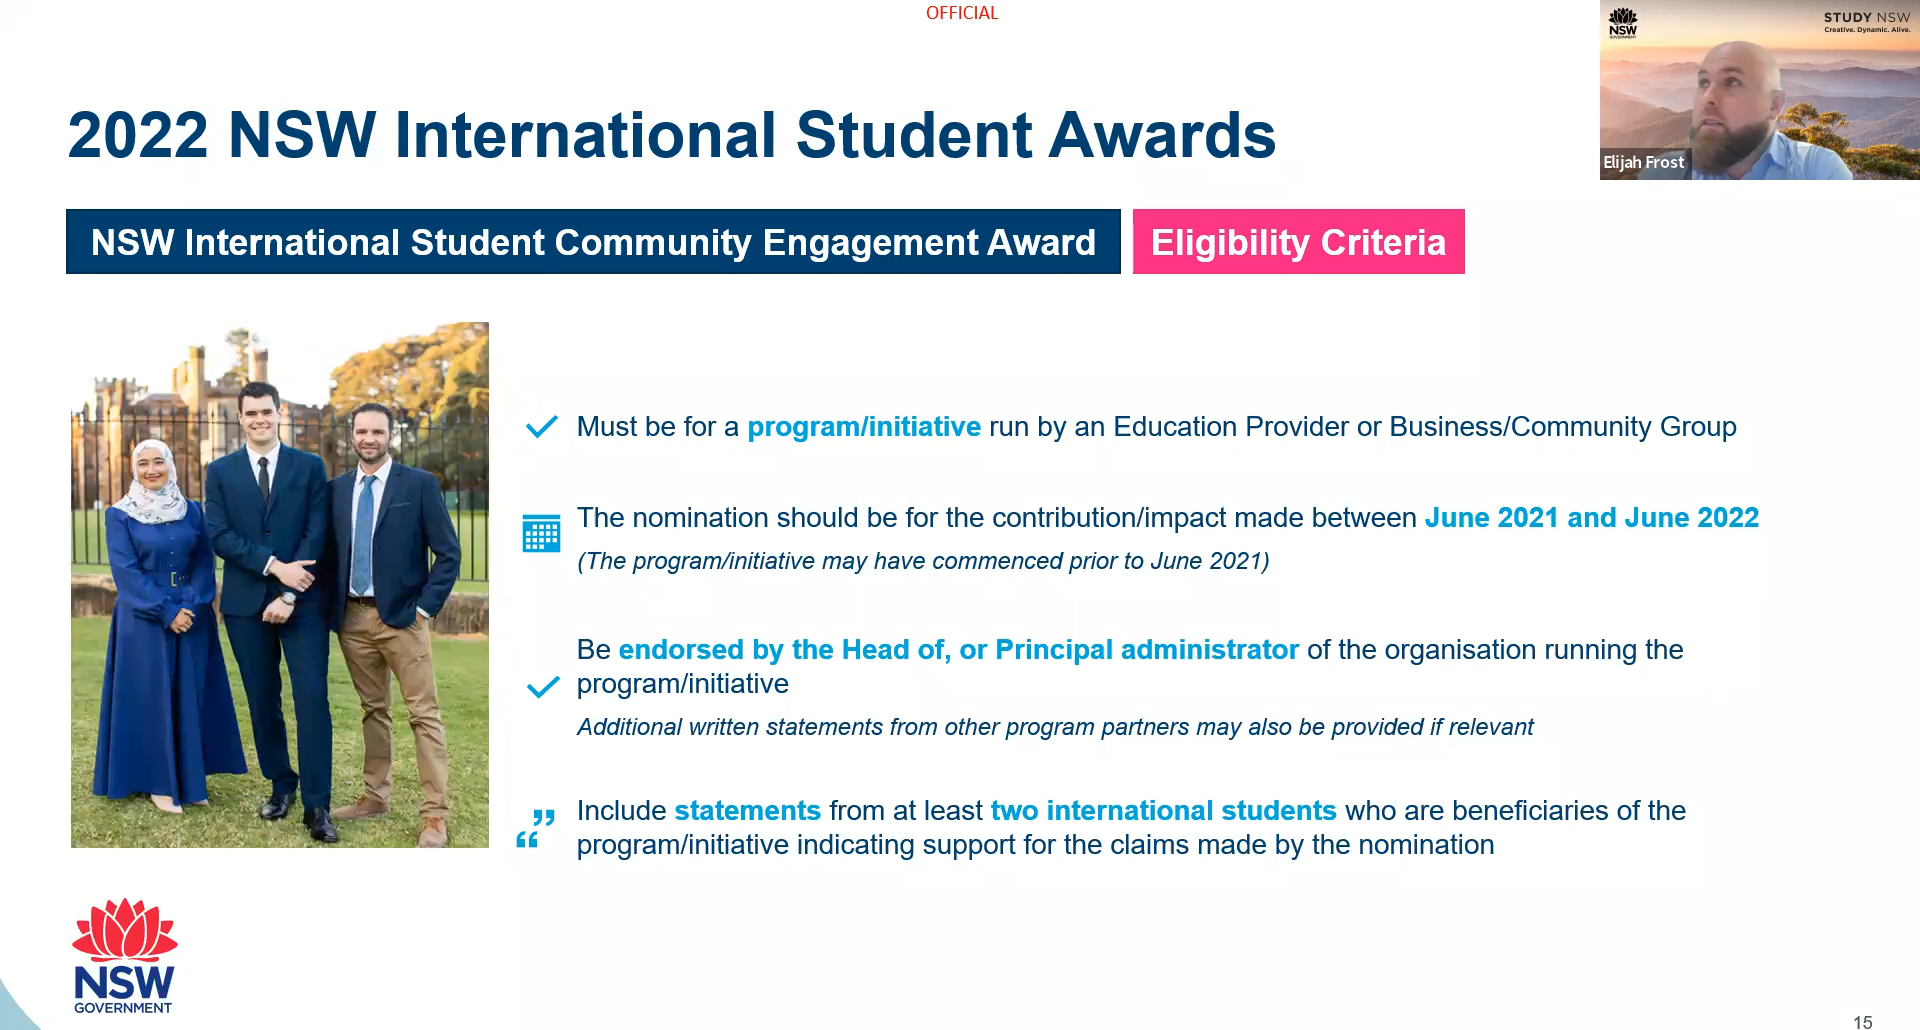 OFFICIAL
NSW
GOVERNMENT
STUDY NSW
Creative. Dynamic. Alive.
Elijah Frost
2022 NSW International Student Awards
NSW International Student Community Engagement Award
Eligibility Criteria
Must be for a program/initiative run by an Education Provider or Business/Community Group
The nomination should be for the contribution/impact made between June 2021 and June 2022
(The program/initiative may have commenced prior to June 2021)
Be endorsed by the Head of, or Principal administrator of the organisation running the
program/initiative
Additional written statements from other program partners may also be provided if relevant
Include statements from at least two international students who are beneficiaries of the
program/initiative indicating support for the claims made by the nomination
NSW
GOVERNMENT
15